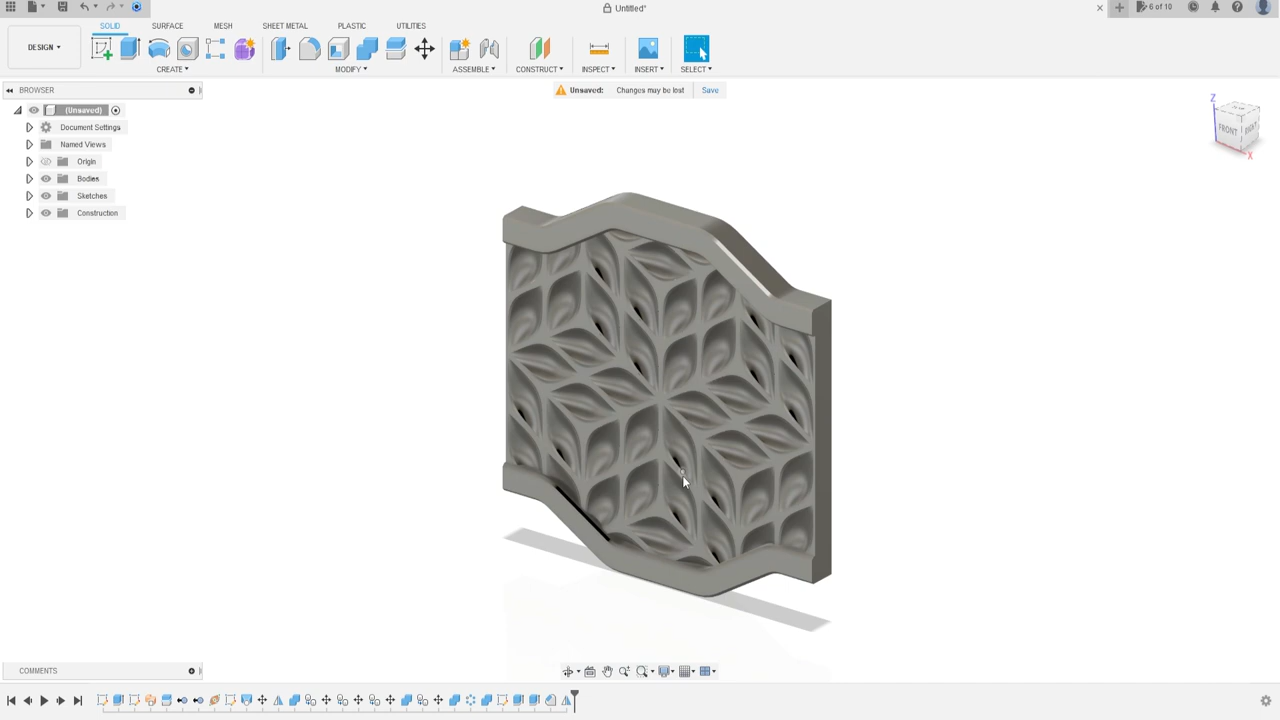 Untitled*
6 of 10
DESIGN
SOLID SURFACE MESH SHEET METAL PLASTIC UTILITIES
CREATE MODIFY ASSEMBLE CONSTRUCT INSPECT INSERT SELECT
BROWSER
Unsaved: Changes may be lost Save
(Unsaved)
Document Settings
Named Views
Origin
Bodies
Sketches
Construction
Z
FRONT
X
COMMENTS